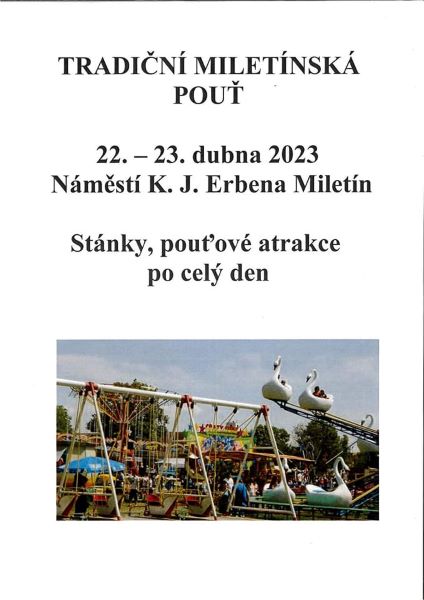 TRADIČNÍ MILETÍNSKÁ
POUŤ
22. – 23. dubna 2023
Náměstí K. J. Erbena Miletín
Stánky, pouťové atrakce
po celý den